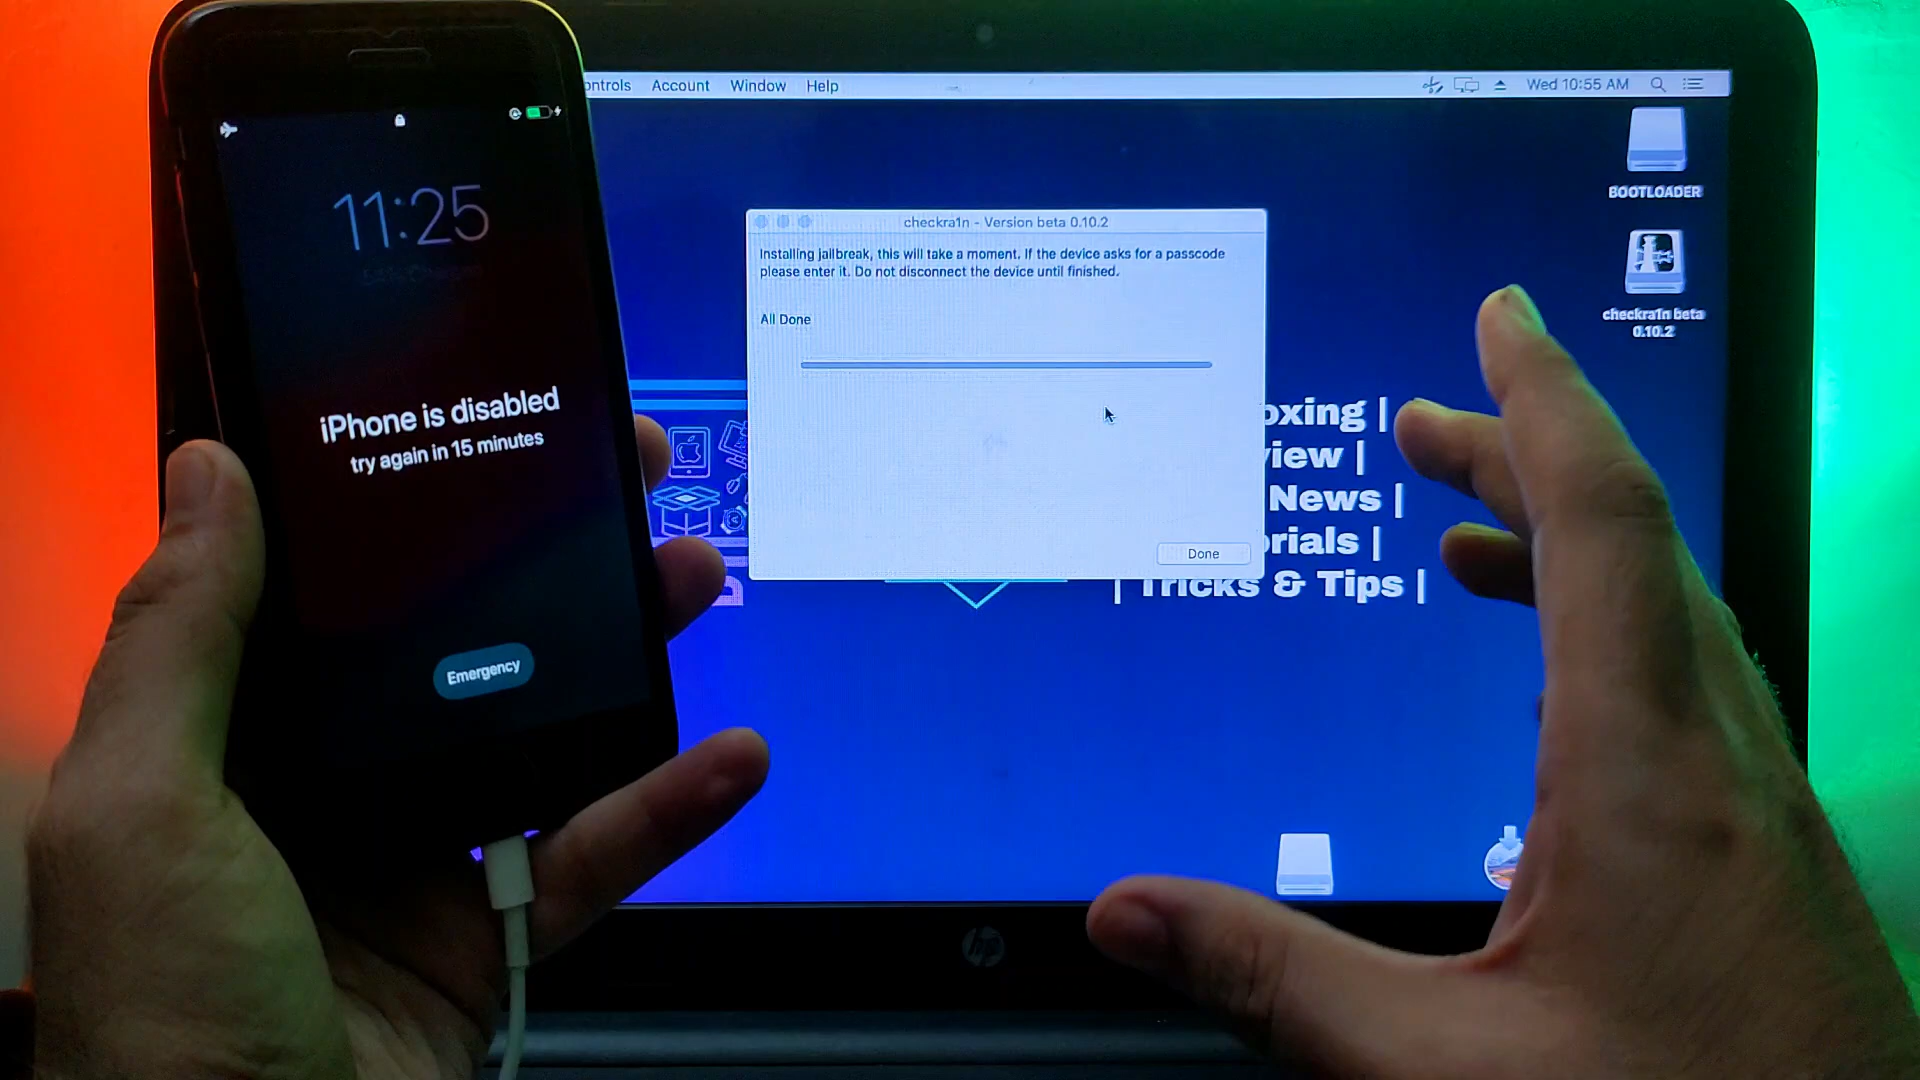 11:25
iPhone is disabled
try again in 15 minutes
Emergency
ontrols Account Window Help
Wed 10:55 AM
BOOTLOADER
checkra1n beta
0.10.2
checkra1n - Version beta 0.10.2
Installing jailbreak, this will take a moment. If the device asks for a passcode
please enter it. Do not disconnect the device until finished.
All Done
Done
oxing |
view |
News |
orials |
| Tricks & Tips |
hp